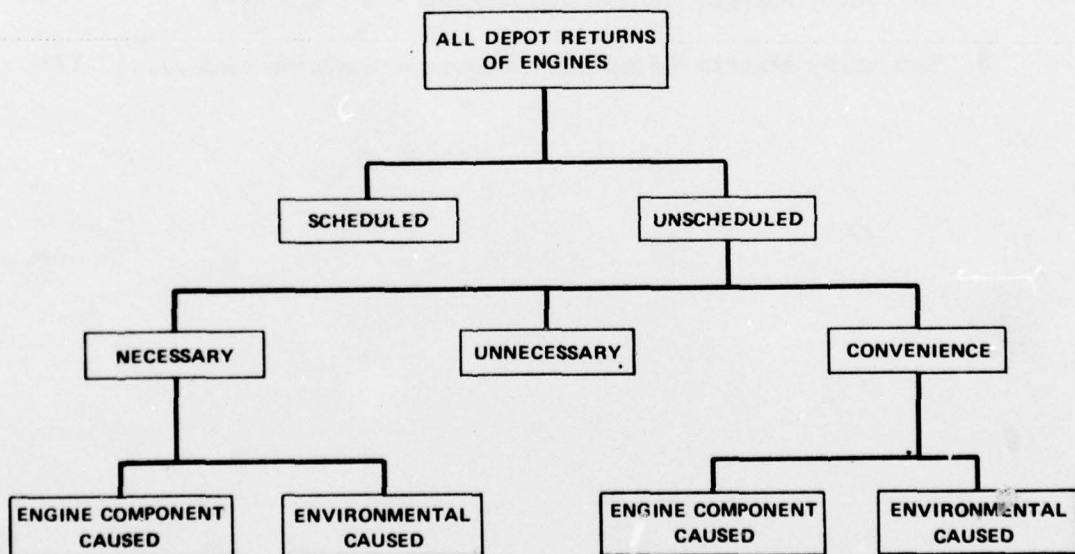 ALL DEPOT RETURNS
OF ENGINES
SCHEDULED
UNSCHEDULED
NECESSARY
UNNECESSARY
CONVENIENCE
ENGINE COMPONENT
CAUSED
ENVIRONMENTAL
CAUSED
ENGINE COMPONENT
CAUSED
ENVIRONMENTAL
CAUSED